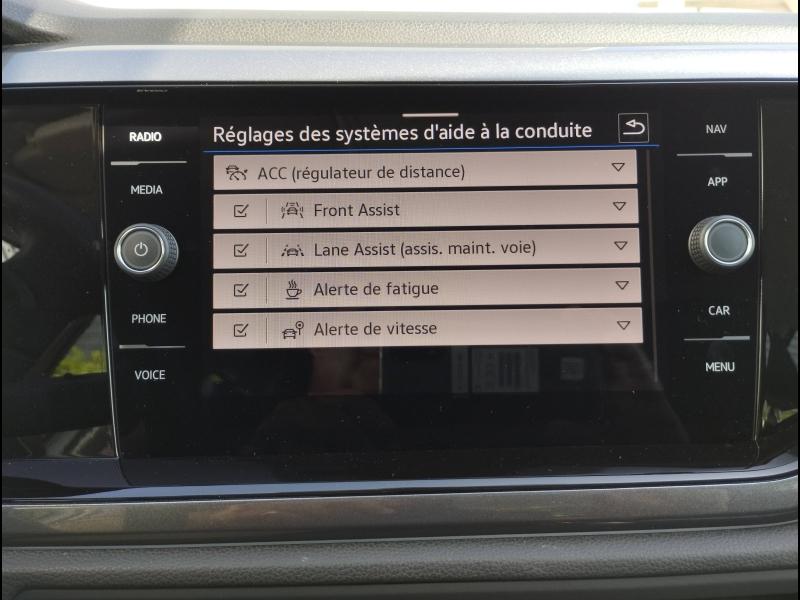 RADIO
MEDIA
PHONE
VOICE
Réglages des systèmes d'aide à la conduite
ACC (régulateur de distance)
Front Assist
Lane Assist (assis. maint. voie)
Alerte de fatigue
Alerte de vitesse
NAV
APP
CAR
MENU